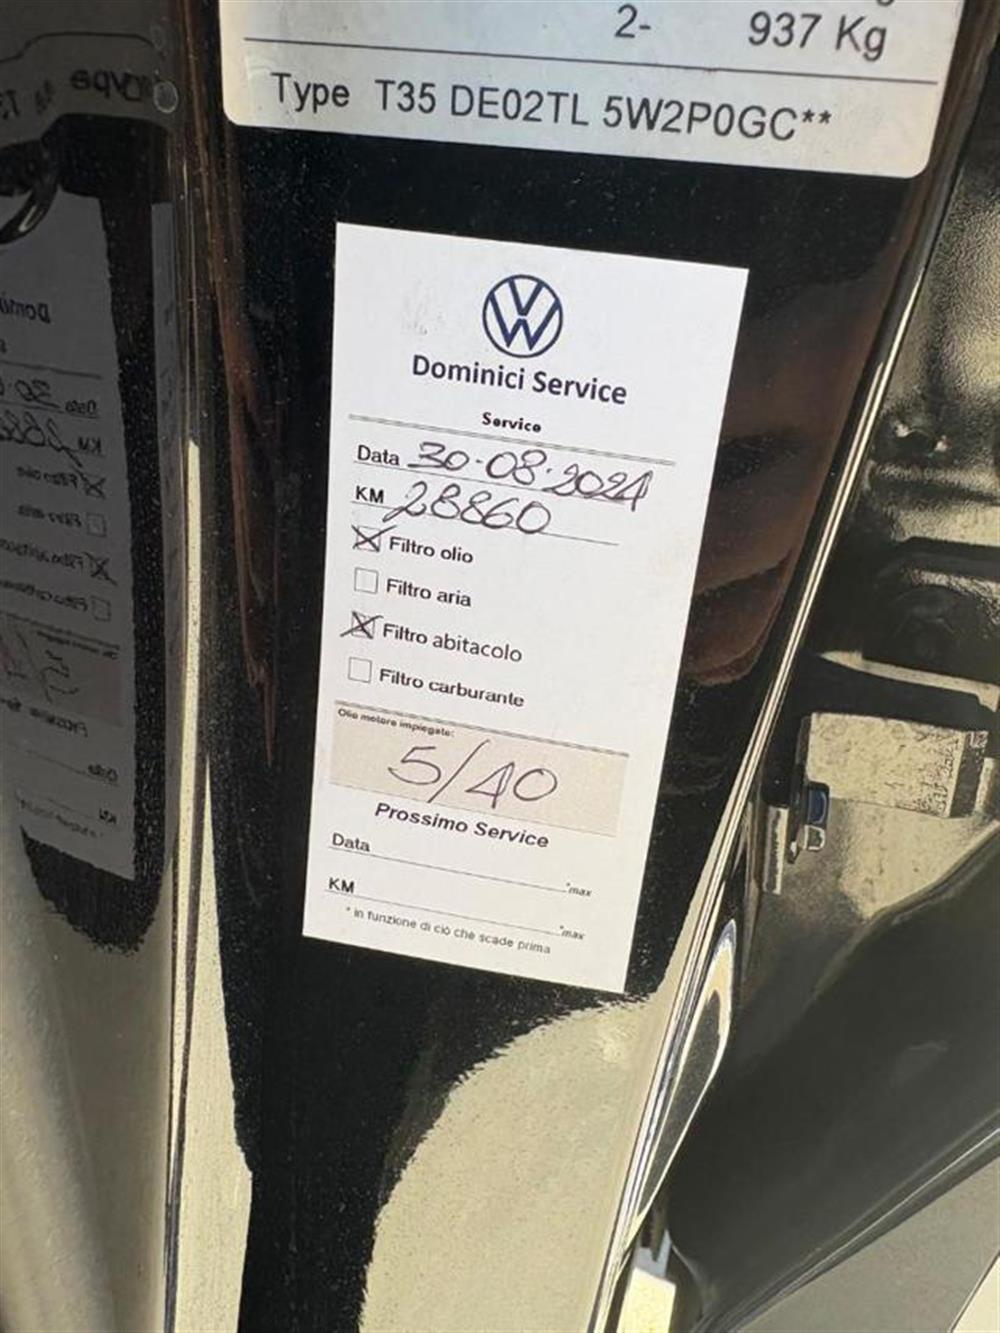 2- 937 Kg
Type T35 DE02TL 5W2P0GC**
Dominici Service
Service
Data 30-08-2024
KM 28860
Filtro olio
Filtro aria
Filtro abitacolo
Filtro carburante
Olio motore impiegato:
5/40
Prossimo Service
Data *max
KM *max
* in funzione di ciò che scade prima